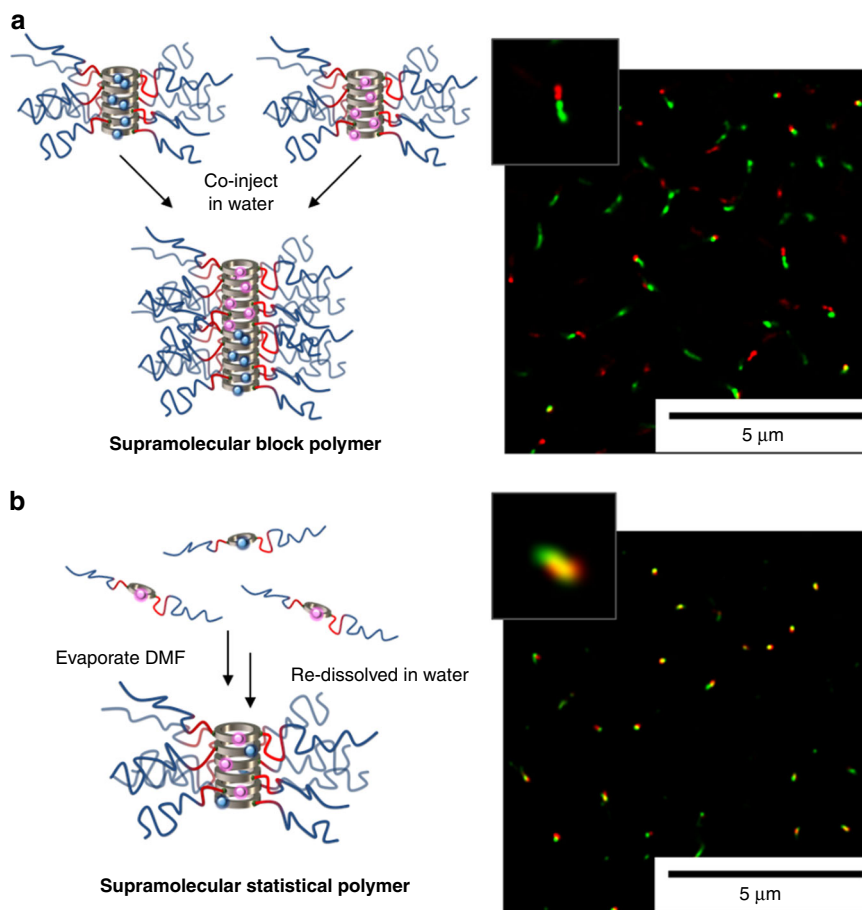 a
Co-inject
in water
Supramolecular block polymer
5 μm
b
Evaporate DMF
Re-dissolved in water
Supramolecular statistical polymer
5 μm